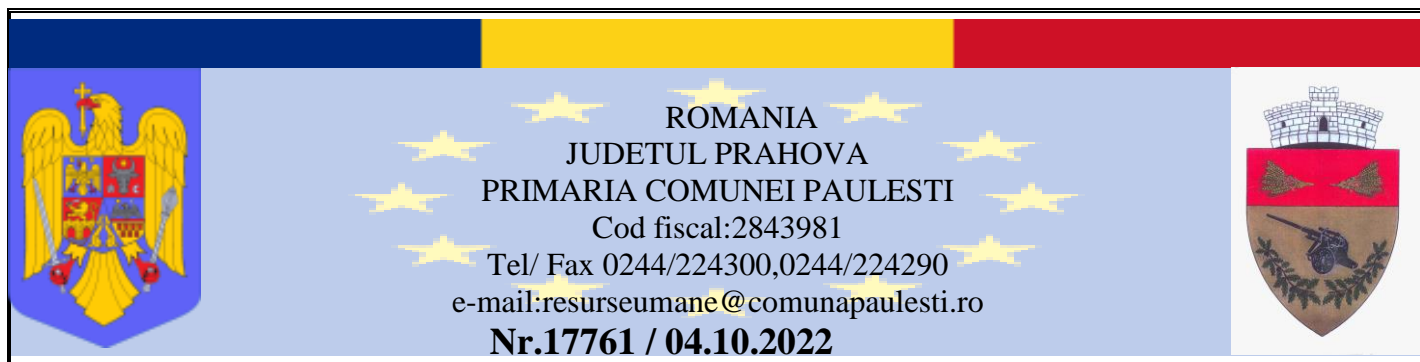 ROMANIA
JUDETUL PRAHOVA
PRIMARIA COMUNEI PAULESTI
Cod fiscal:2843981
Tel/ Fax 0244/224300,0244/224290
e-mail:resurseumane@comunapaulesti.ro
Nr.17761 / 04.10.2022